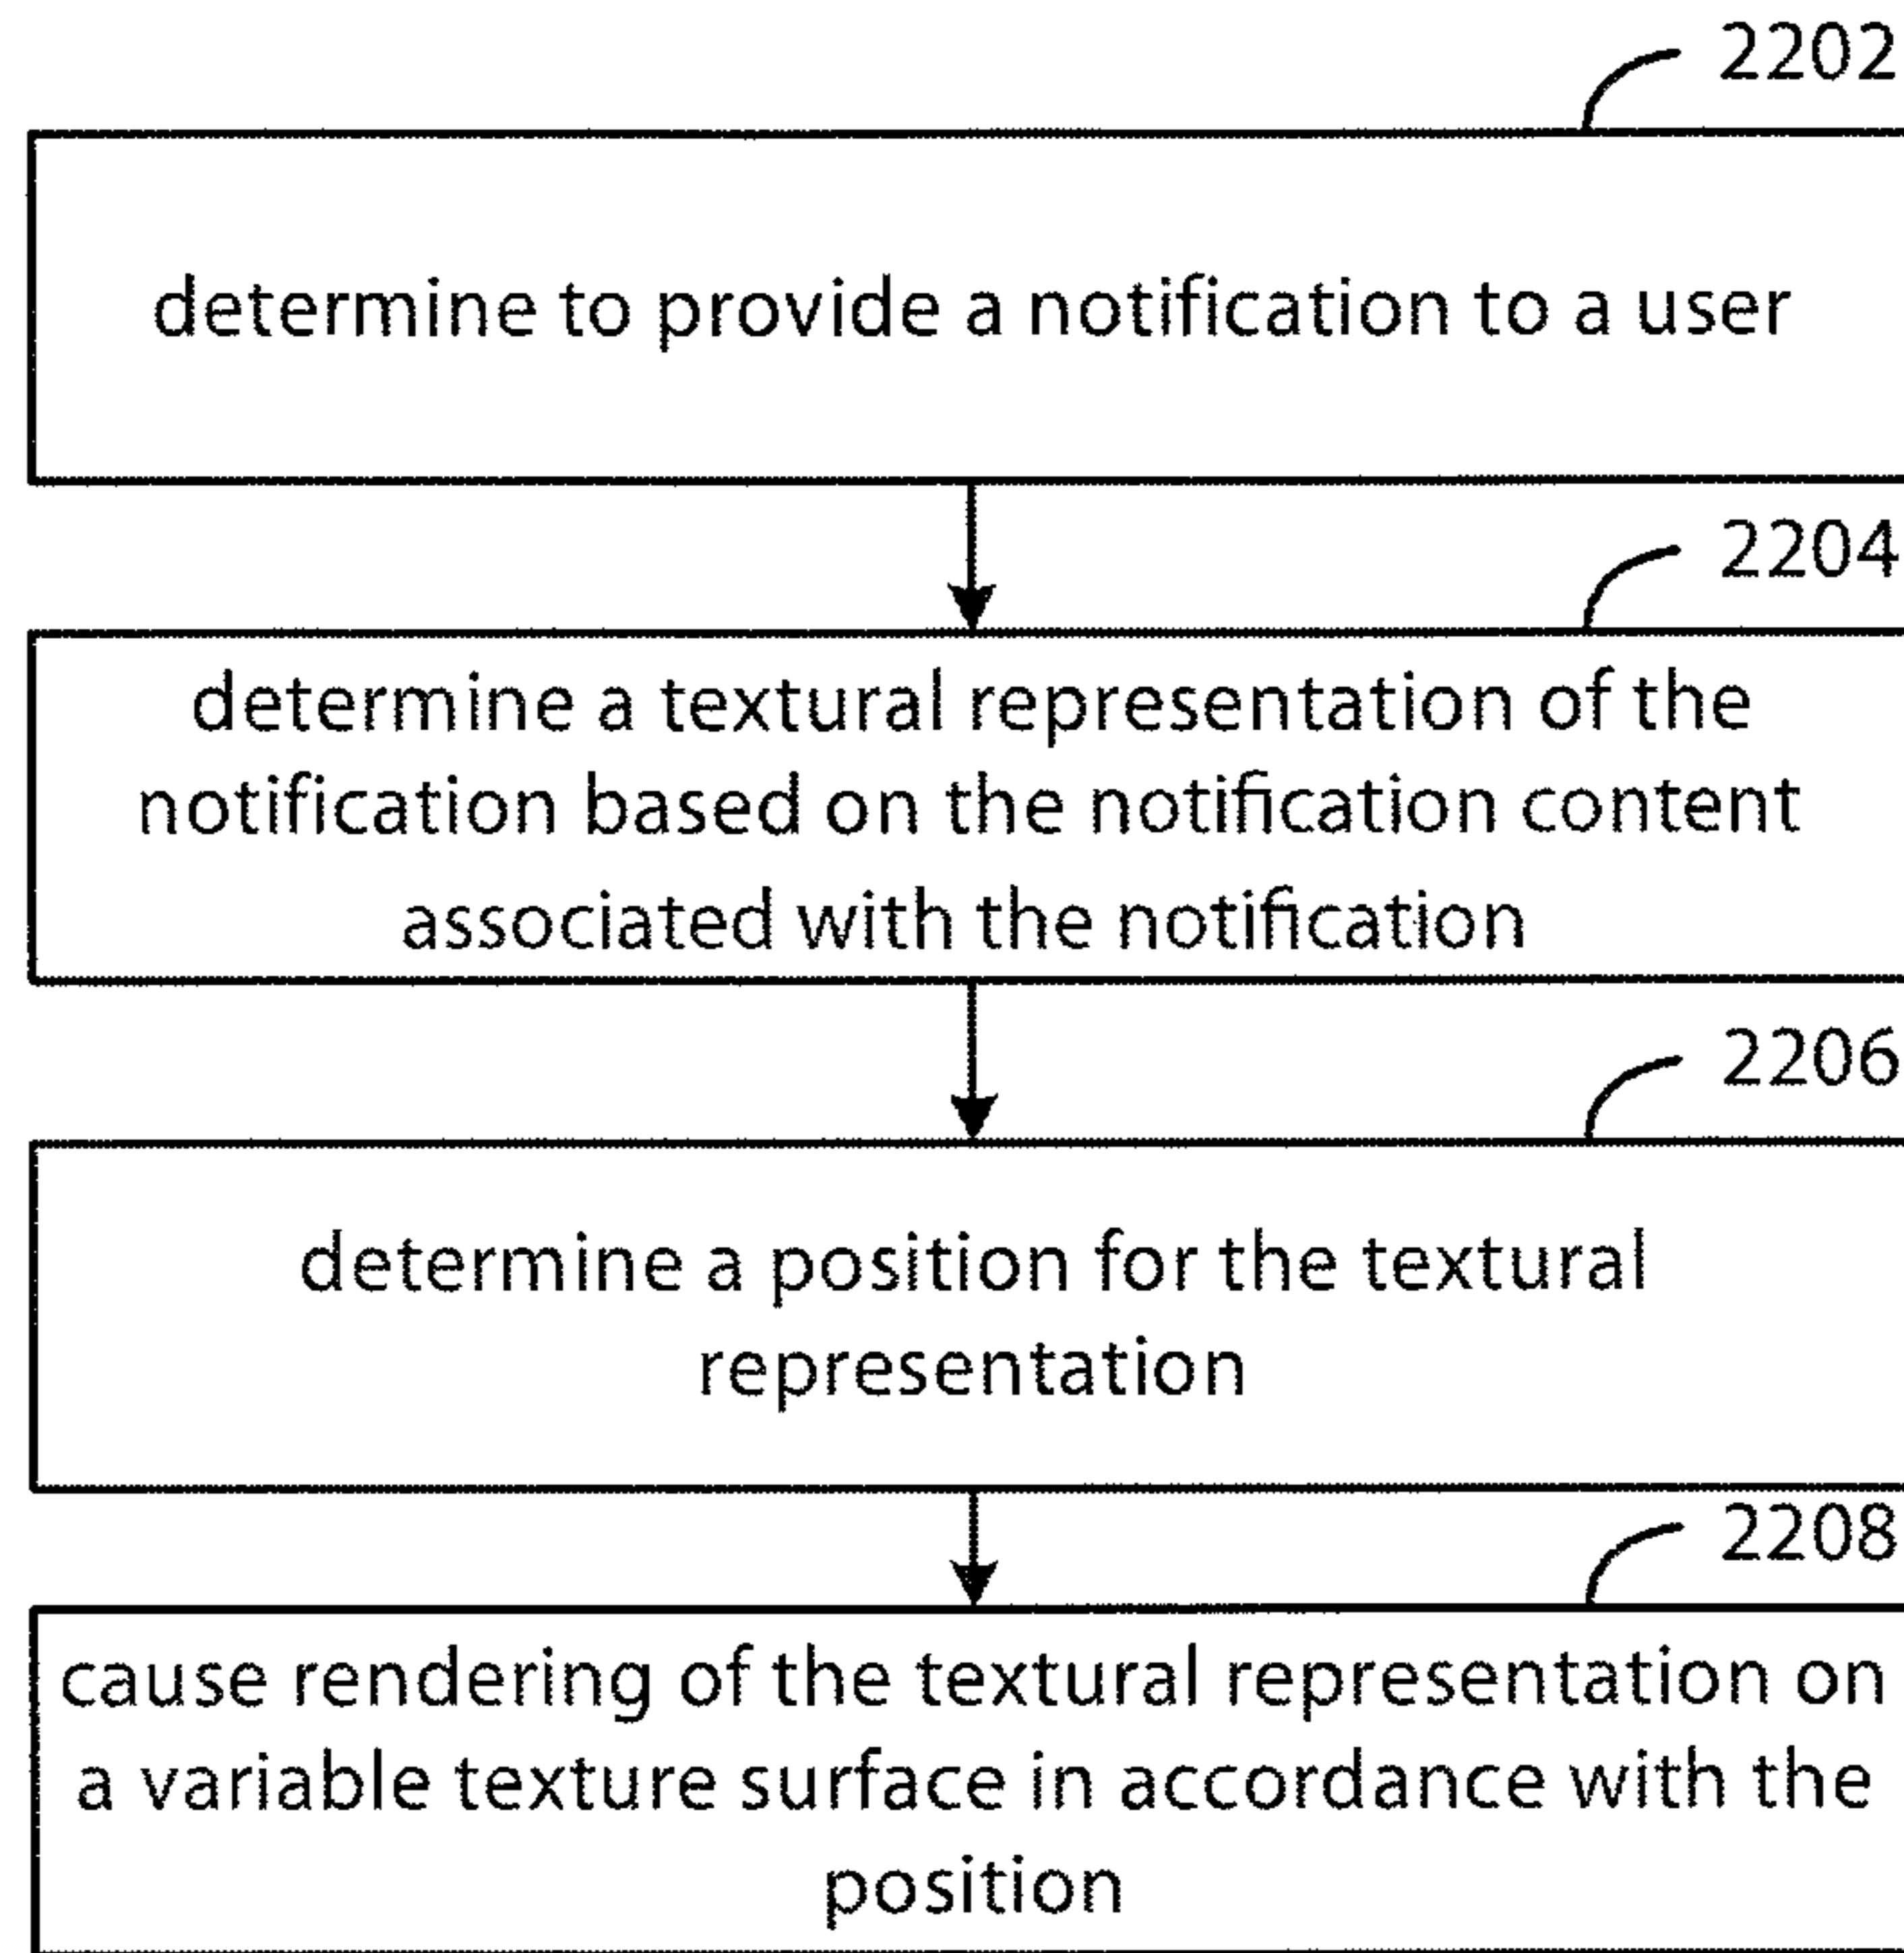 2202
determine to provide a notification to a user
2204
determine a textural representation of the
notification based on the notification content
associated with the notification
2206
determine a position for the textural
representation
2208
cause rendering of the textural representation on
a variable texture surface in accordance with the
position